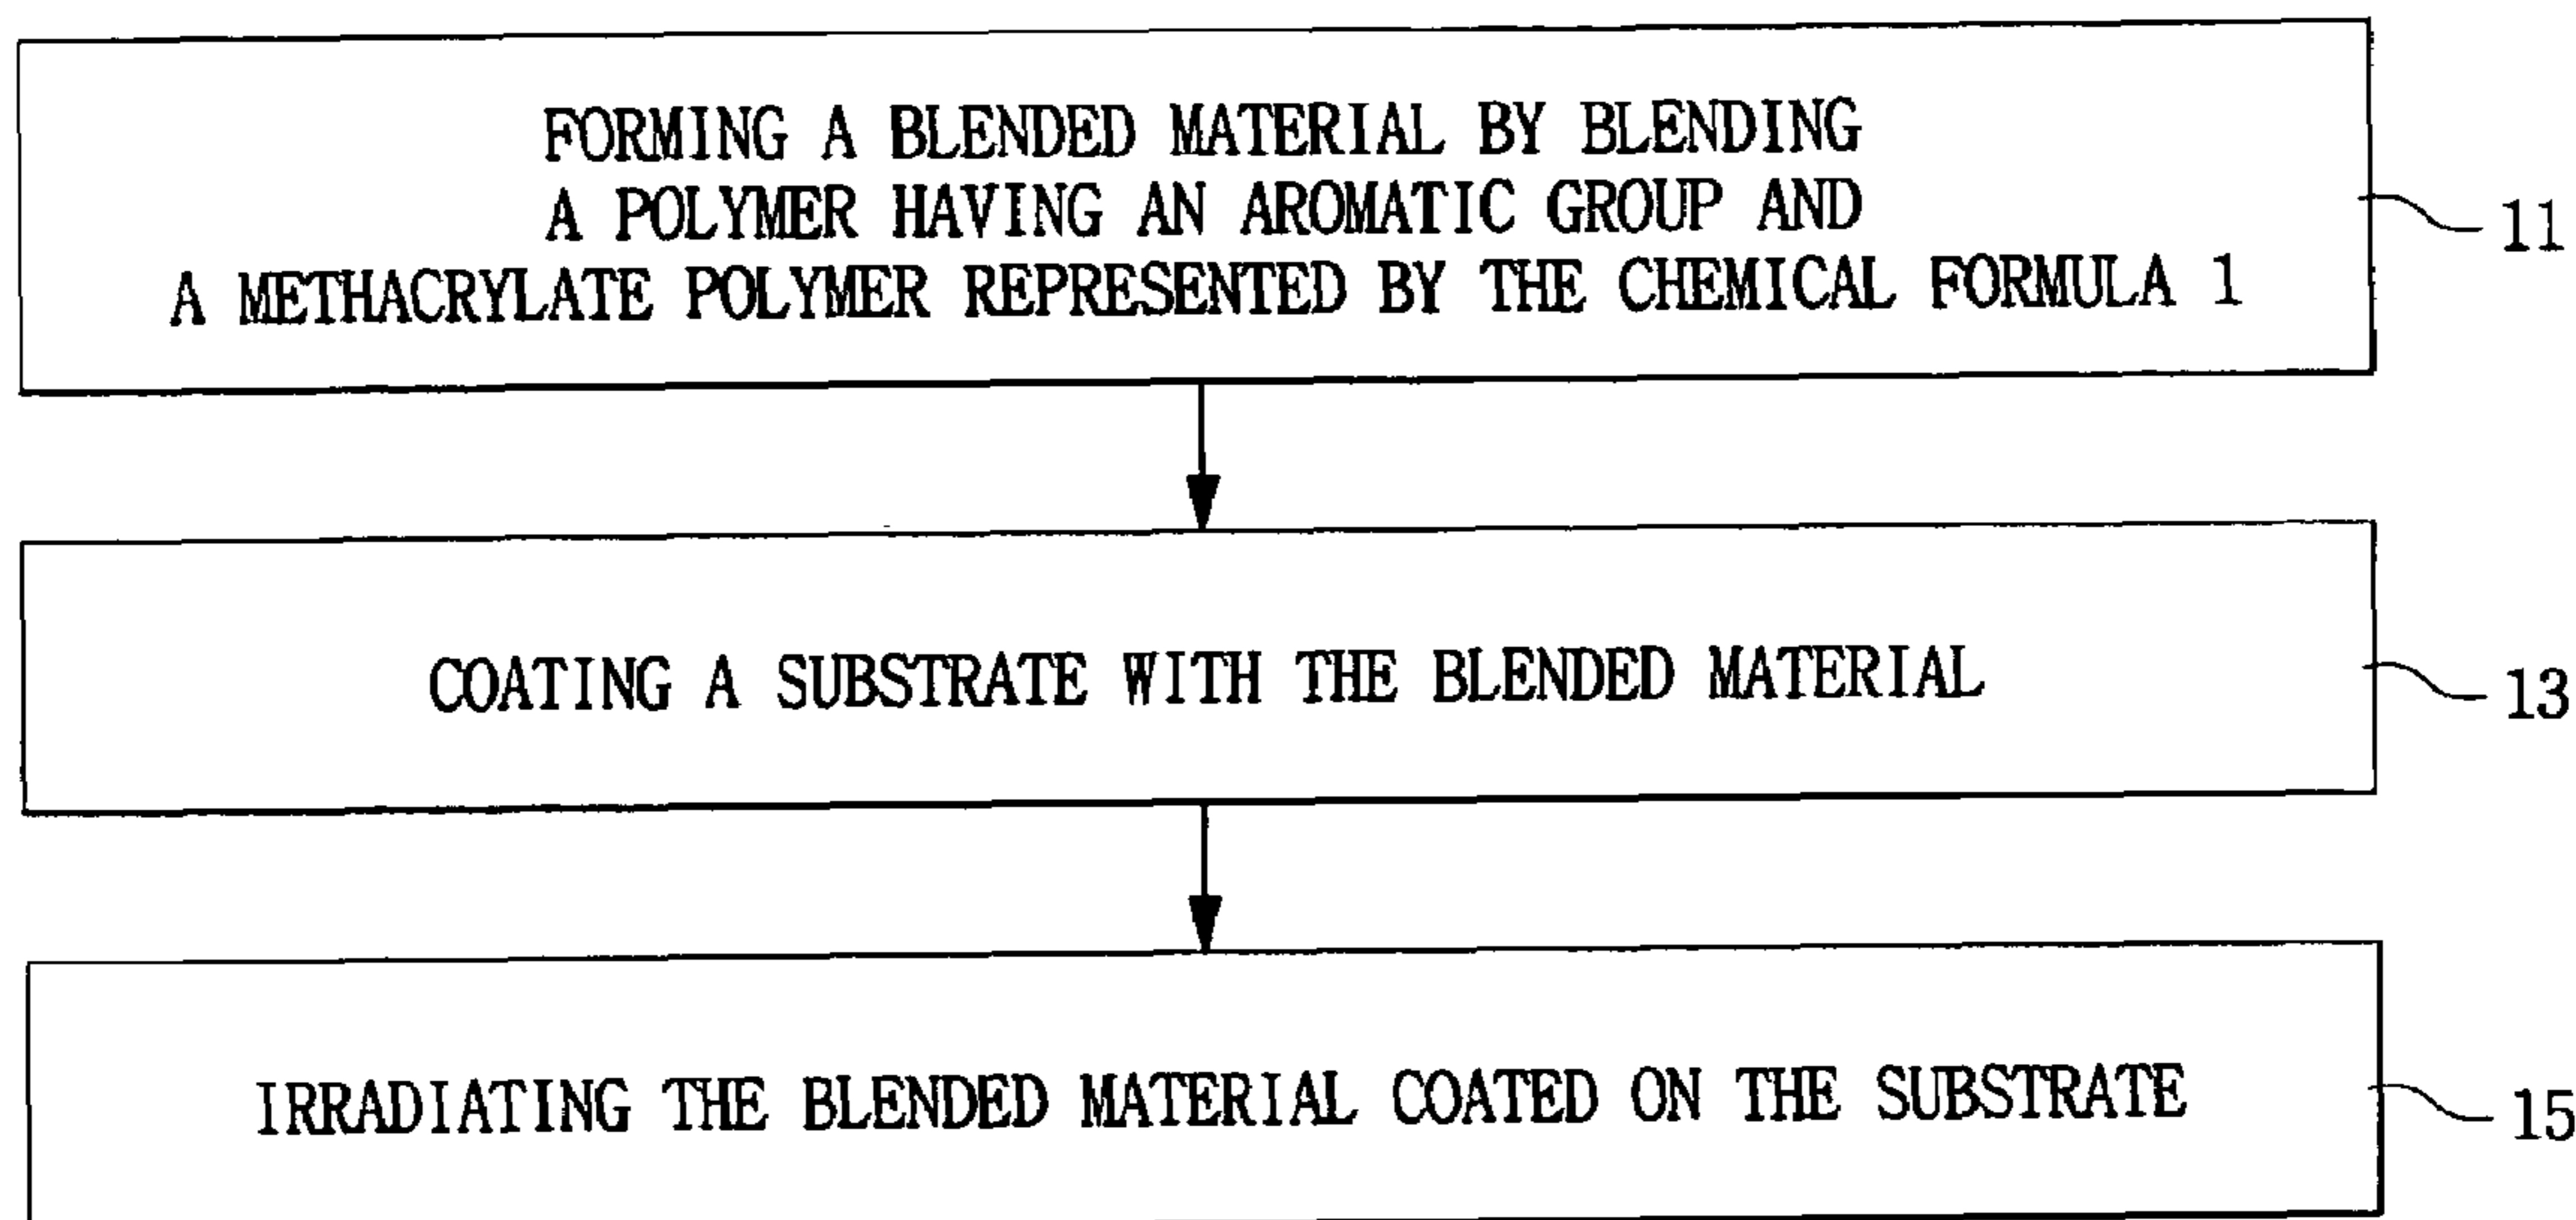 FORMING A BLENDED MATERIAL BY BLENDING
A POLYMER HAVING AN AROMATIC GROUP AND
A METHACRYLATE POLYMER REPRESENTED BY THE CHEMICAL FORMULA 1
11
COATING A SUBSTRATE WITH THE BLENDED MATERIAL
13
IRRADIATING THE BLENDED MATERIAL COATED ON THE SUBSTRATE
15